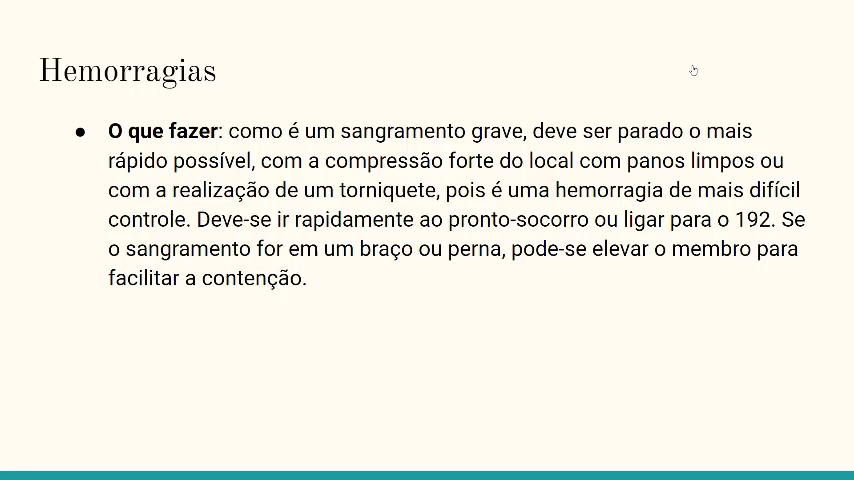 Hemorragias
● O que fazer: como é um sangramento grave, deve ser parado o mais
rápido possível, com a compressão forte do local com panos limpos ou
com a realização de um torniquete, pois é uma hemorragia de mais difícil
controle. Deve-se ir rapidamente ao pronto-socorro ou ligar para o 192. Se
o sangramento for em um braço ou perna, pode-se elevar o membro para
facilitar a contenção.